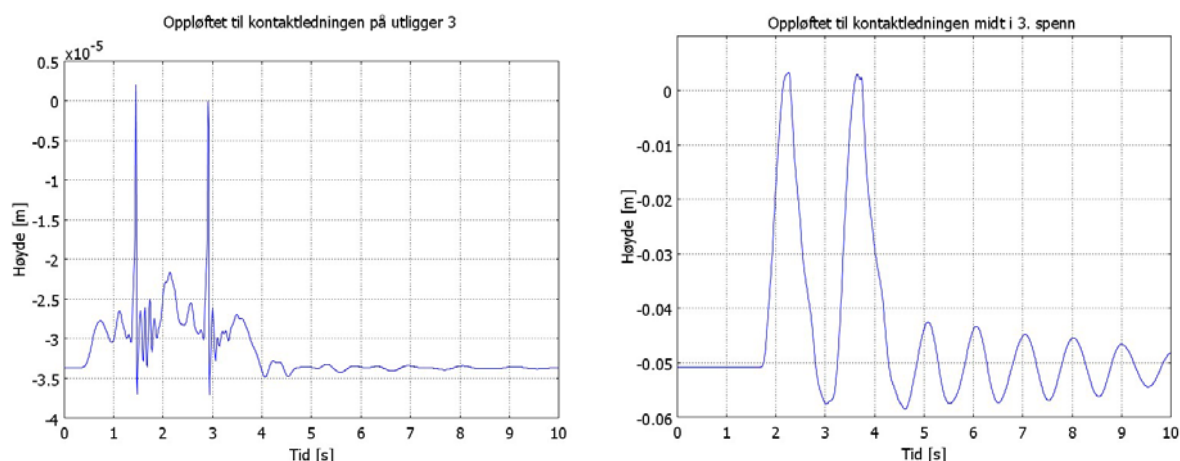 Oppløftet til kontaktledningen på utligger 3
x10^-5
0.5
0
-0.5
-1
-1.5
-2
-2.5
-3
-3.5
-4
Høyde [m]
0 1 2 3 4 5 6 7 8 9 10
Tid [s]
Oppløftet til kontaktledningen midt i 3. spenn
0
-0.01
-0.02
-0.03
-0.04
-0.05
-0.06
Høyde [m]
0 1 2 3 4 5 6 7 8 9 10
Tid [s]